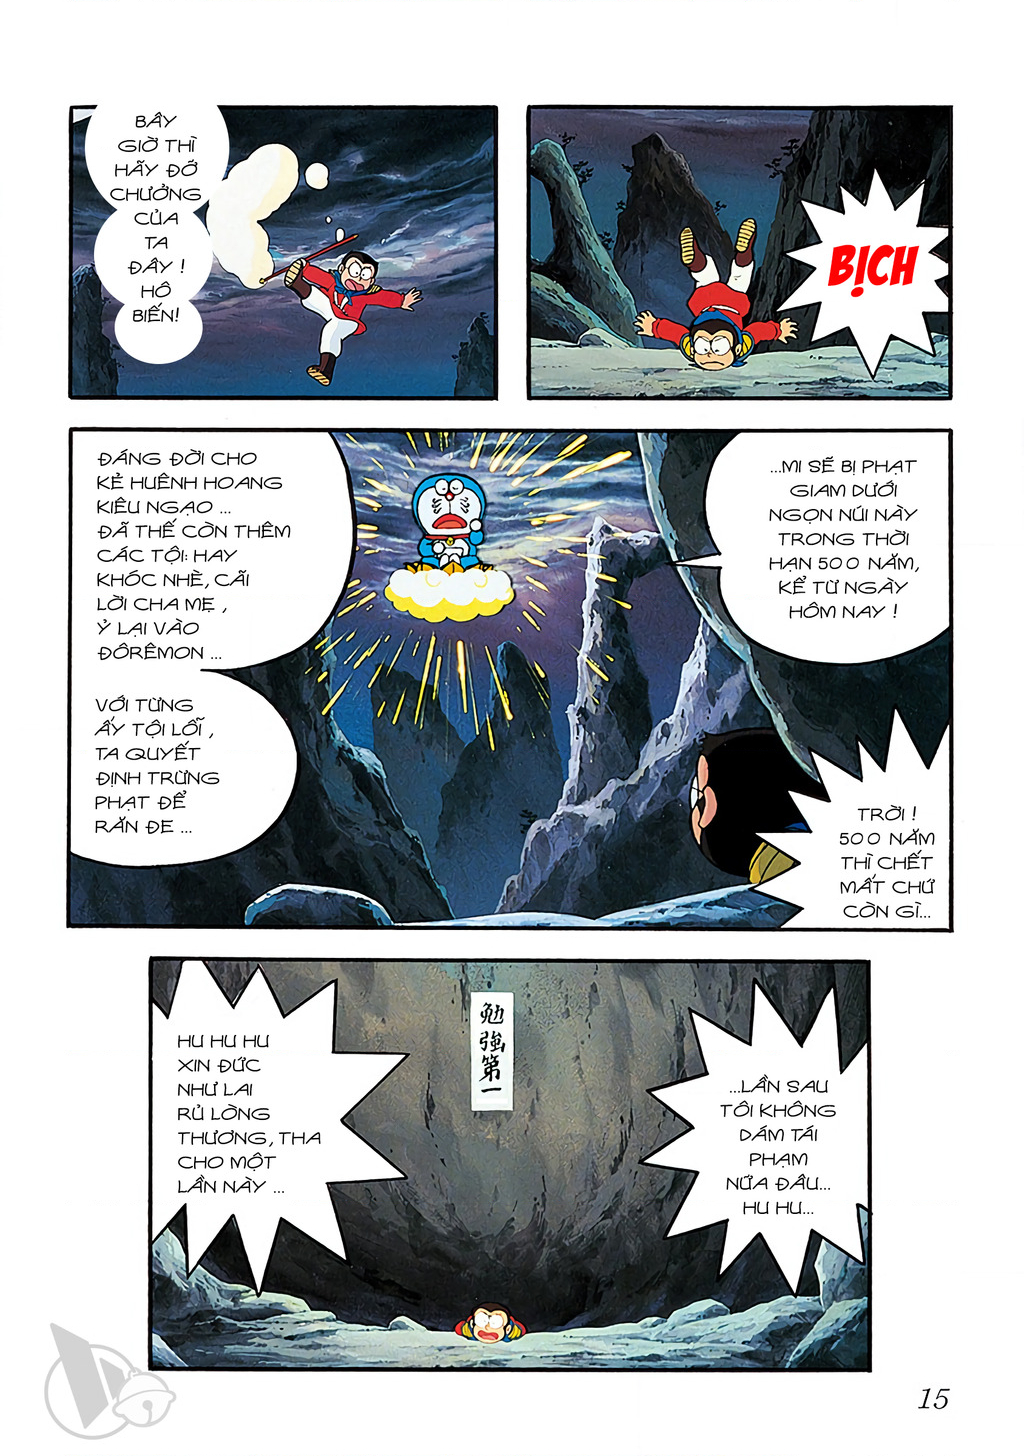 BÂY
GIỜ THÌ
HÃY ĐỠ
CHƯỞNG
CỦA
TA
ĐÂY !
HÔ
BIẾN!
BỊCH
ĐÁNG ĐỜI CHO
KẺ HUÊNH HOANG
KIÊU NGẠO ...
ĐÃ THẾ CÒN THÊM
CÁC TỘI: HAY
KHÓC NHÈ, CÃI
LỜI CHA MẸ ,
Ỷ LẠI VÀO
ĐÔRÊMON ...
VỚI TỪNG
ẤY TỘI LỖI ,
TA QUYẾT
ĐỊNH TRỪNG
PHẠT ĐỂ
RĂN ĐE ...
...MI SẼ BỊ PHẠT
GIAM DƯỚI
NGỌN NÚI NÀY
TRONG THỜI
HẠN 500 NĂM,
KỂ TỪ NGÀY
HÔM NAY !
TRỜI !
500 NĂM
THÌ CHẾT
MẤT CHỨ
CÒN GÌ...
HU HU HU
XIN ĐỨC
NHƯ LAI
RỦ LÒNG
THƯƠNG, THA
CHO MỘT
LẦN NÀY ...
勉強第一
...LẦN SAU
TÔI KHÔNG
DÁM TÁI
PHẠM
NỮA ĐÂU...
HU HU...
15